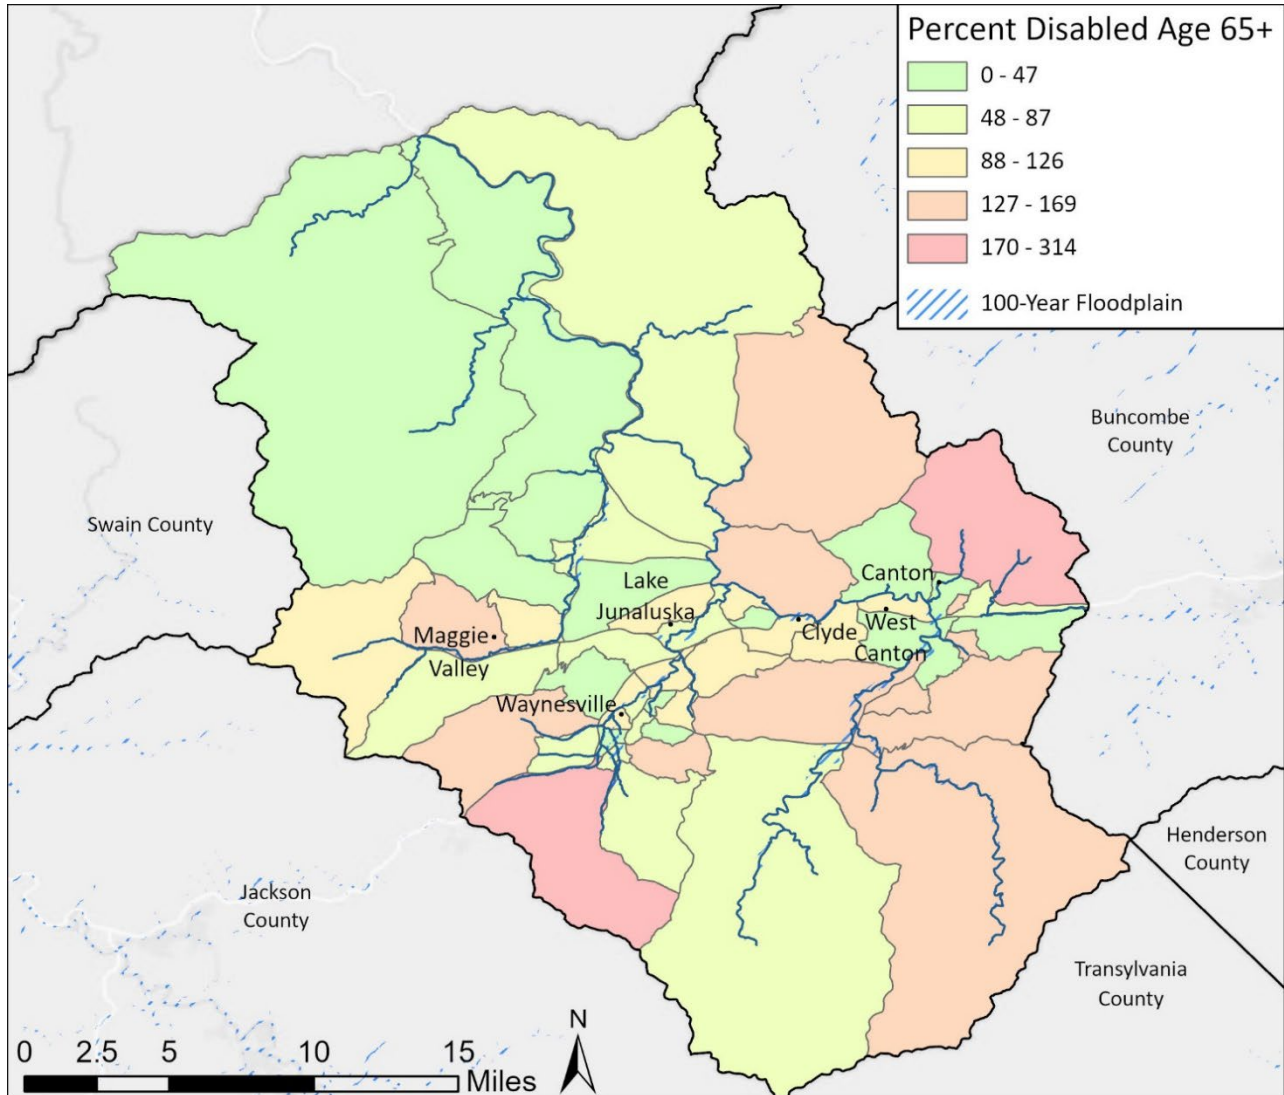 Percent Disabled Age 65+
0 - 47
48 - 87
88 - 126
127 - 169
170 - 314
100-Year Floodplain
Buncombe
County
Swain County
Canton
Lake
Junaluska
West
Canton
Clyde
Maggie
Valley
Waynesville
Henderson
County
Jackson
County
Transylvania
County
N
0 2.5 5 10 15
Miles